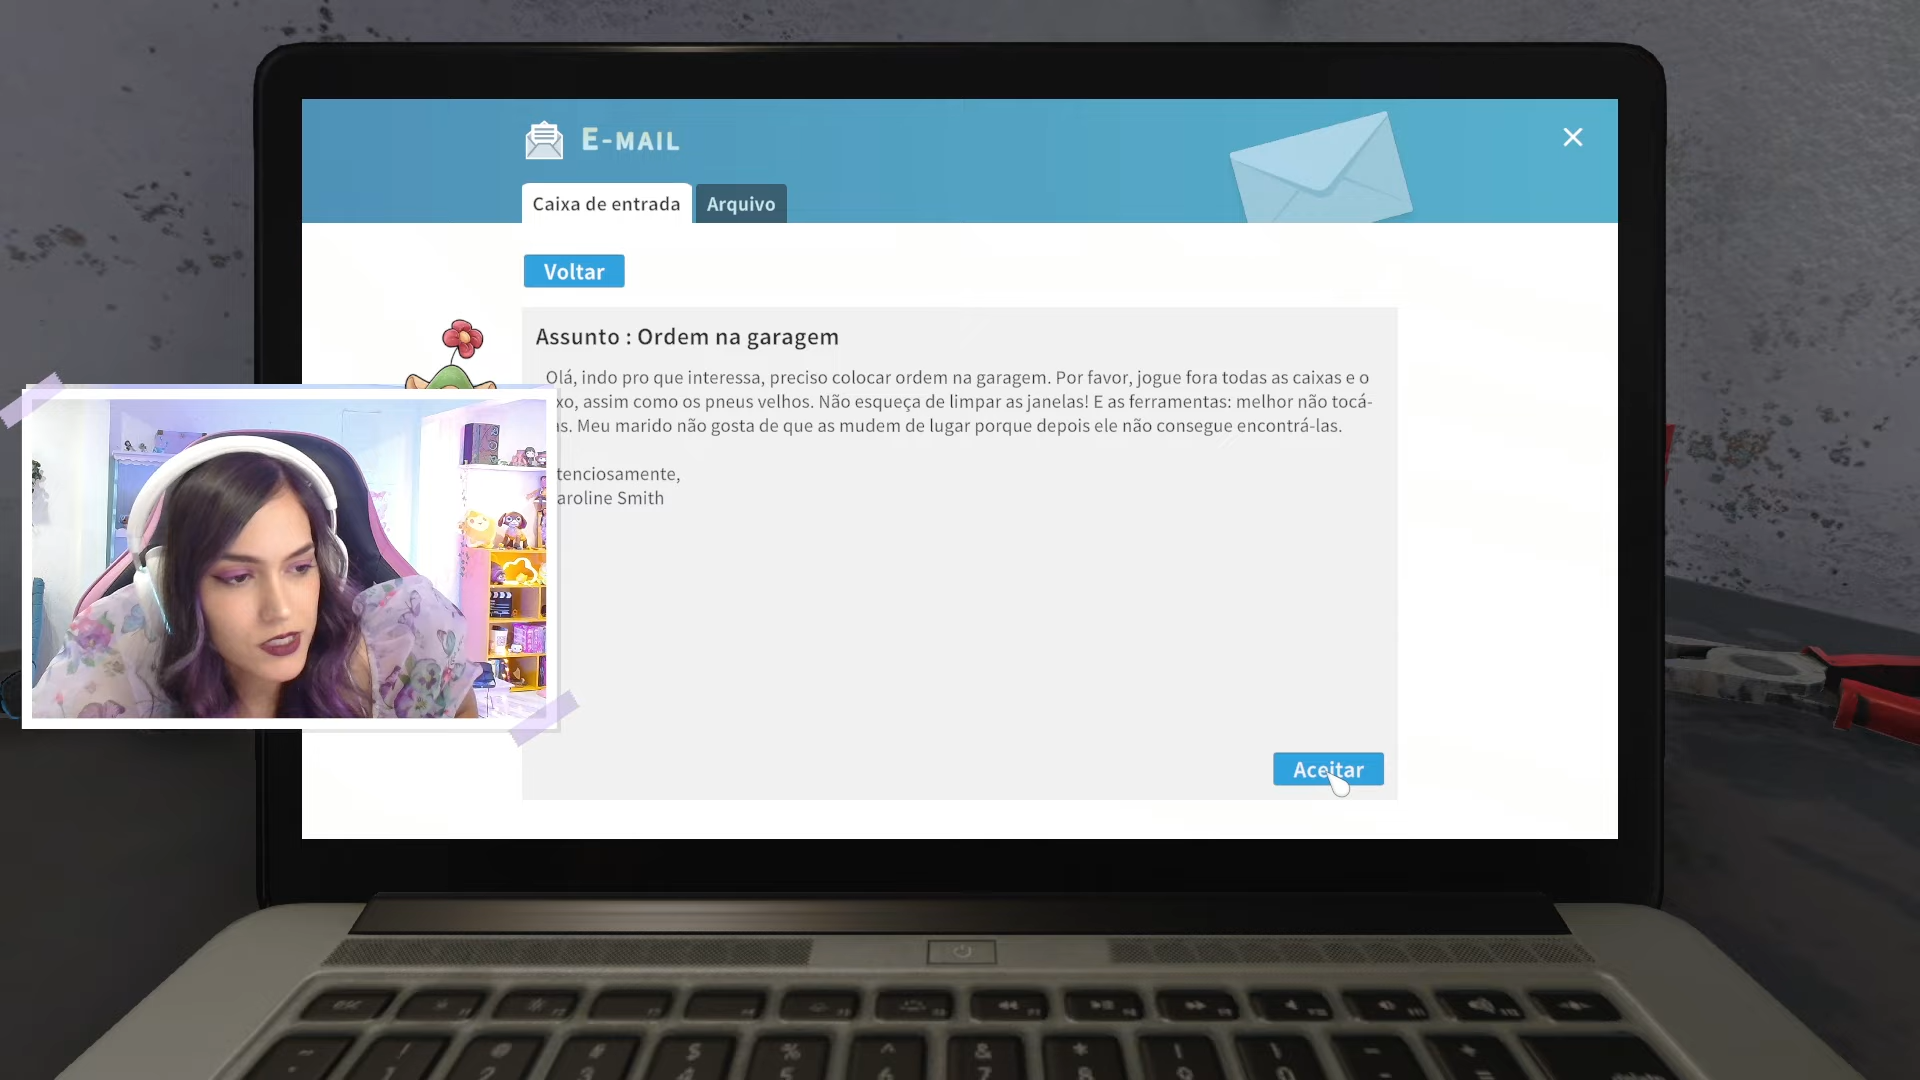 E-MAIL
Caixa de entrada
Arquivo
Voltar
Assunto : Ordem na garagem
Olá, indo pro que interessa, preciso colocar ordem na garagem. Por favor, jogue fora todas as caixas e o
assim como os pneus velhos. Não esqueça de limpar as janelas! E as ferramentas: melhor não tocá-
Meu marido não gosta de que as mudem de lugar porque depois ele não consegue encontrá-las.
tenciosamente,
aroline Smith
Aceitar
esc